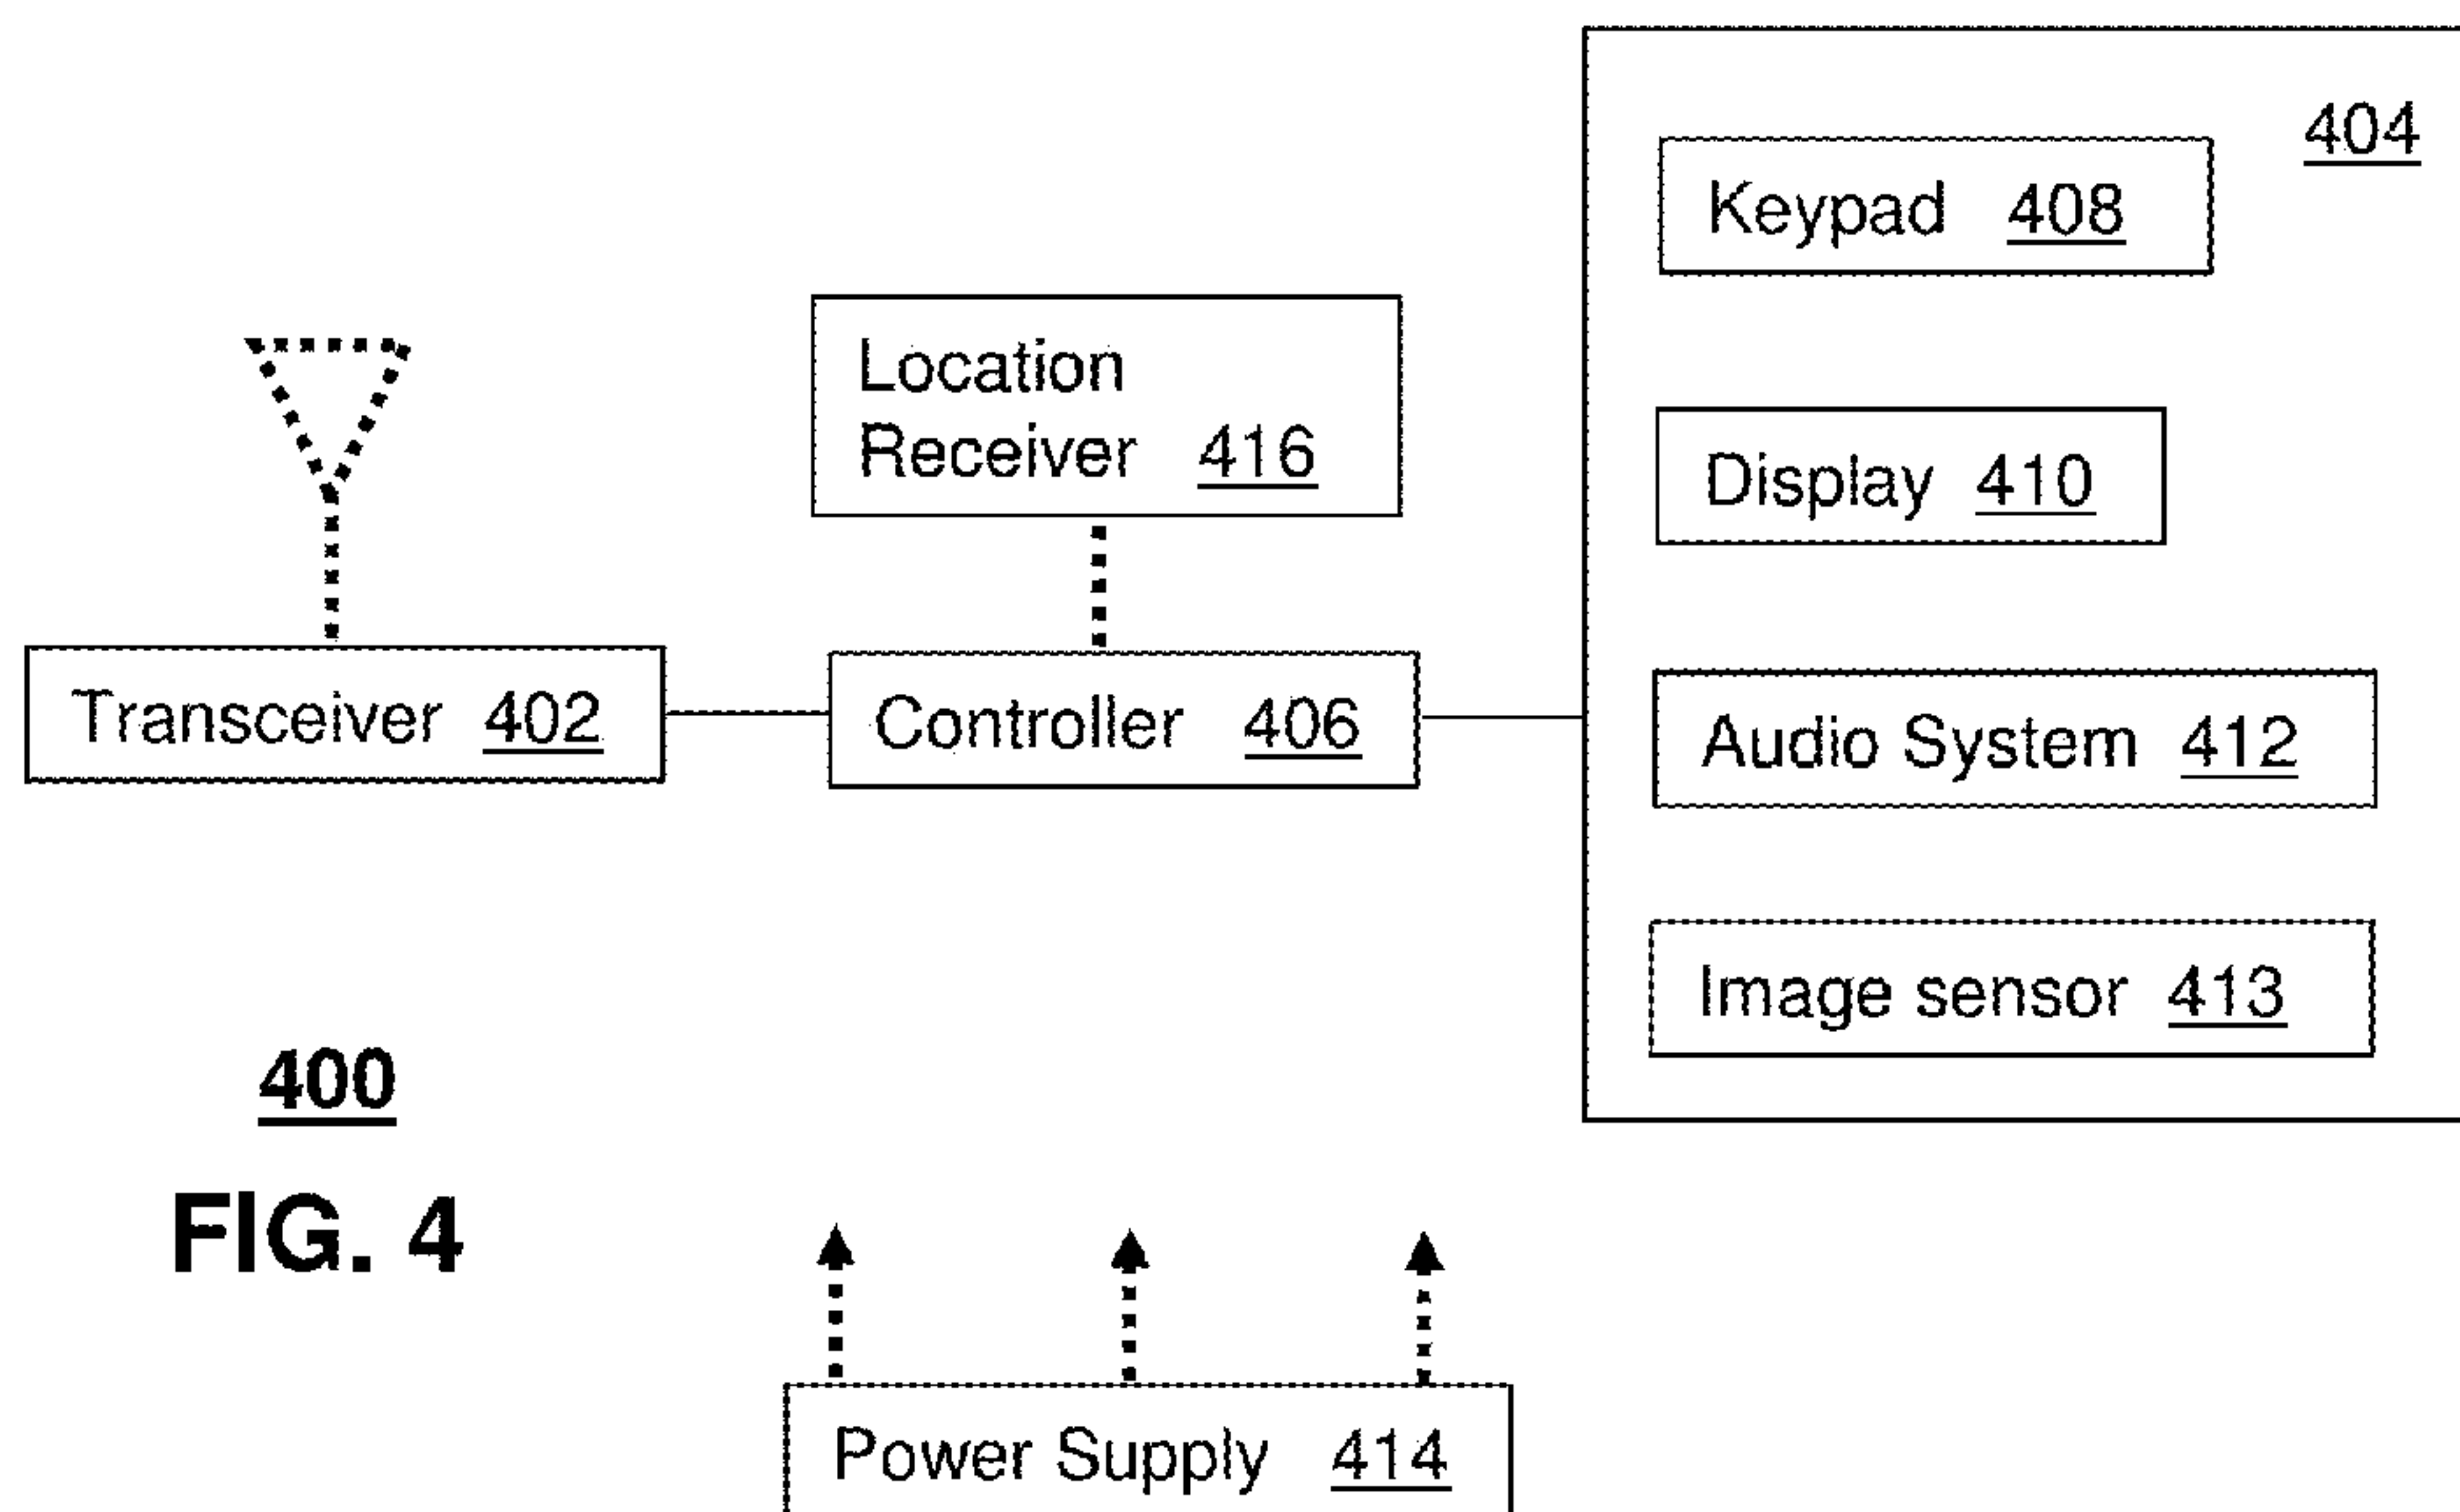 404
Keypad 408
Location
Receiver 416
Display 410
Transceiver 402
Controller 406
Audio System 412
Image sensor 413
400
FIG. 4
Power Supply 414